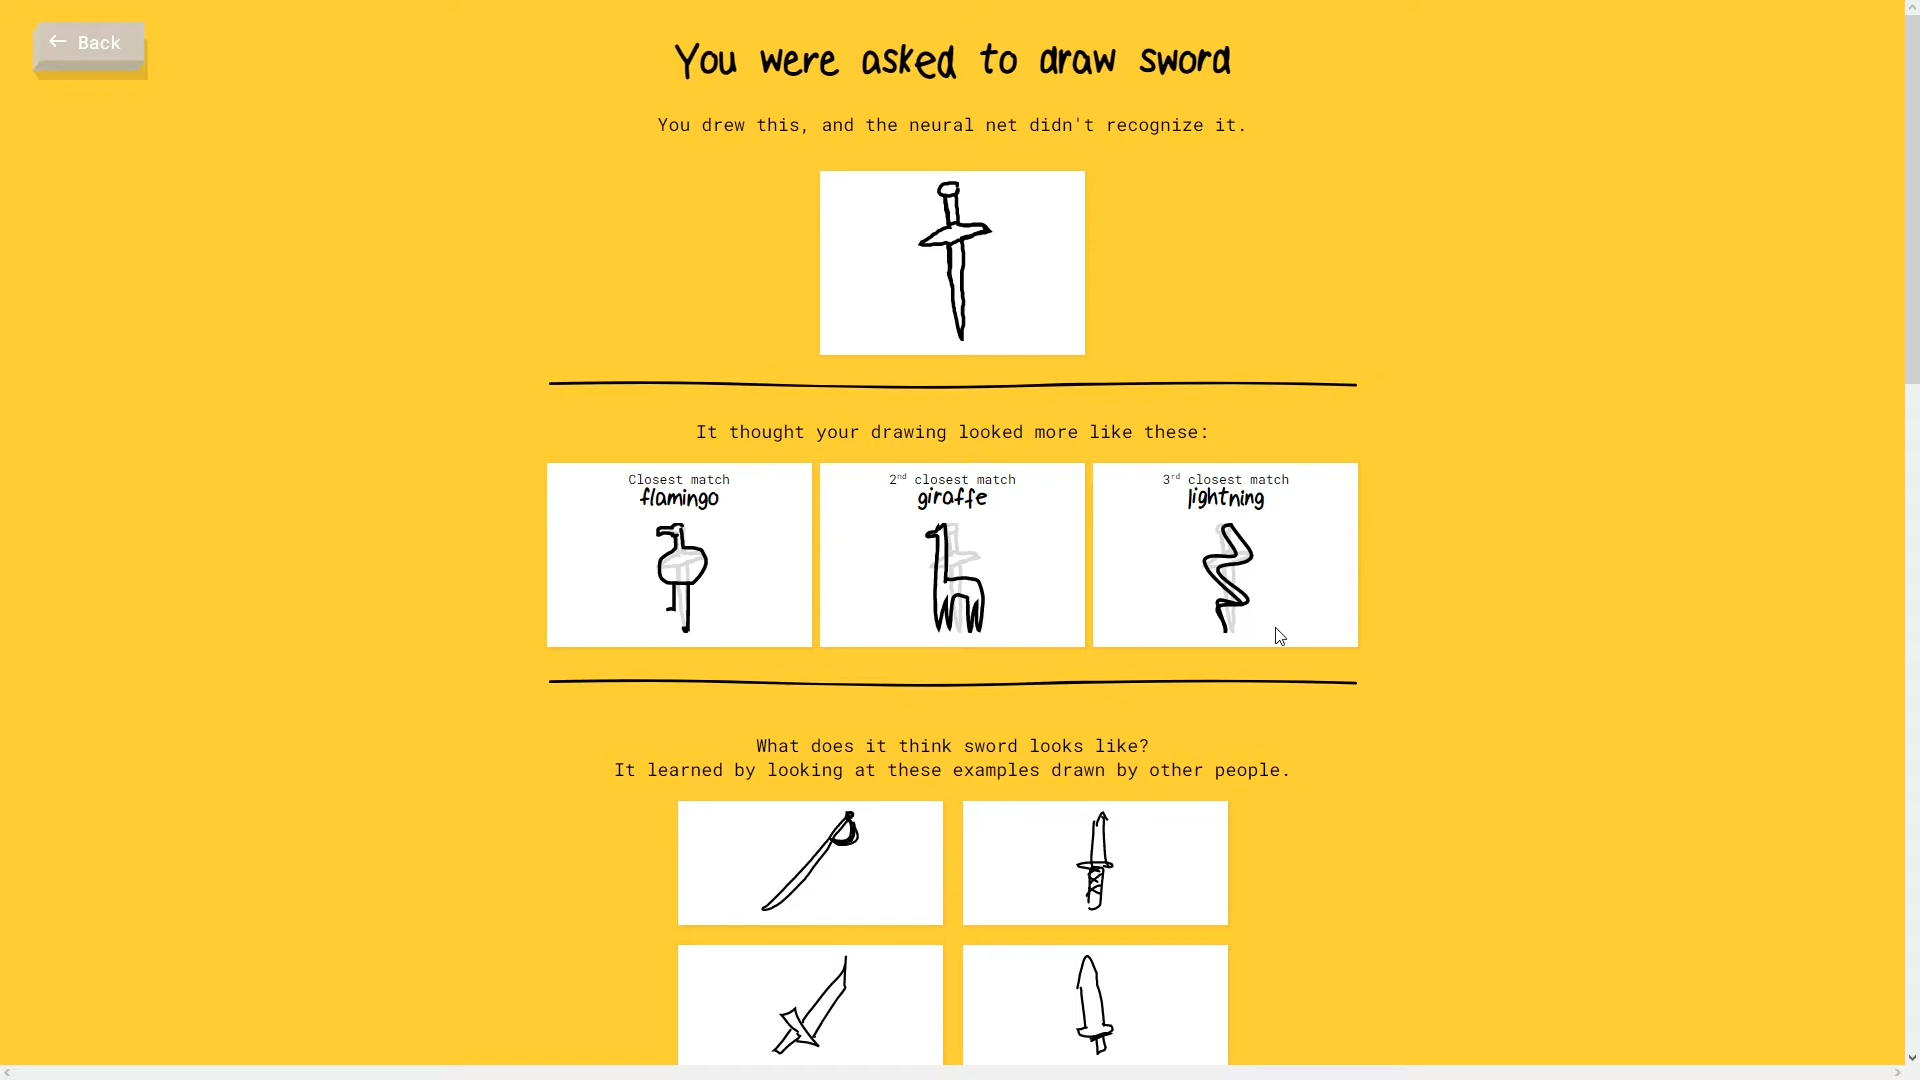 ← Back
You were asked to draw sword
You drew this, and the neural net didn't recognize it.
It thought your drawing looked more like these:
Closest match
flamingo
2nd closest match
giraffe
3rd closest match
lightning
What does it think sword looks like?
It learned by looking at these examples drawn by other people.